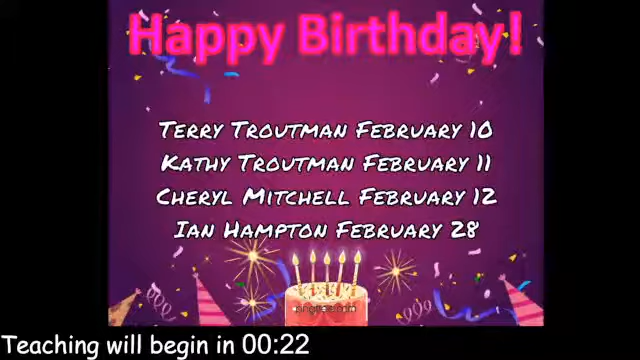 Happy Birthday!
Terry Troutman February 10
Kathy Troutman February 11
Cheryl Mitchell February 12
Ian Hampton February 28
Teaching will begin in 00:22